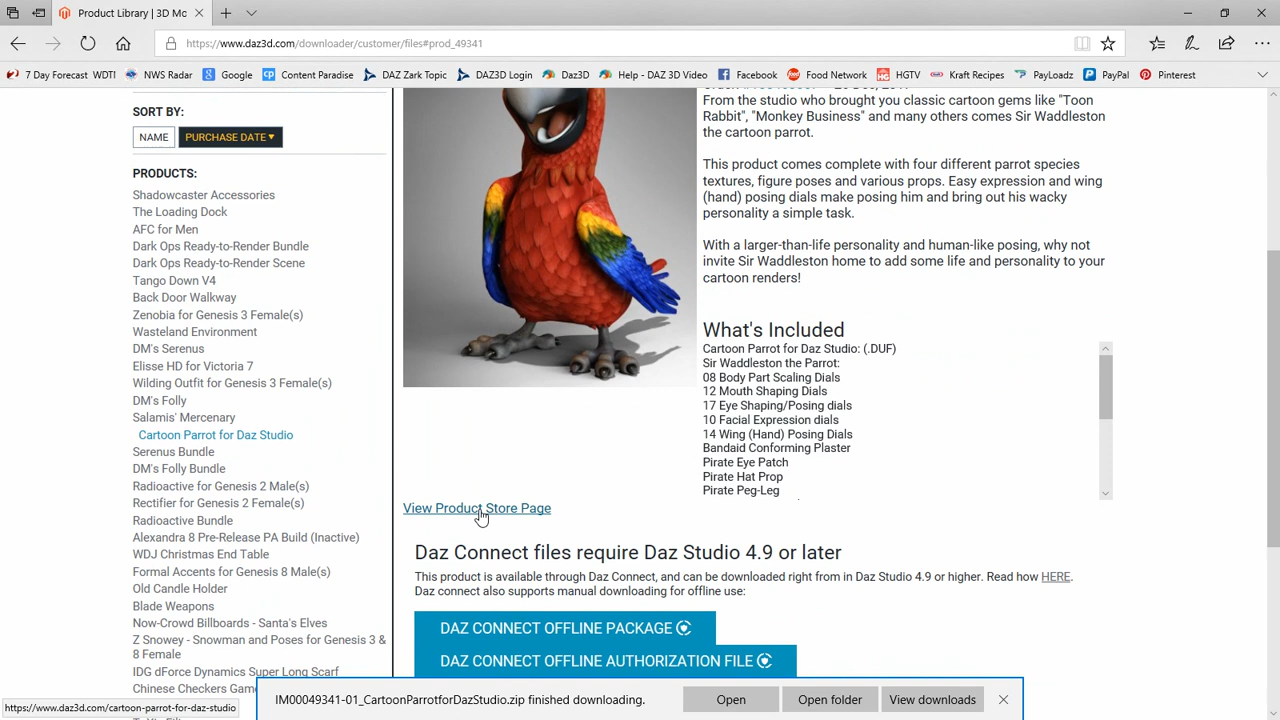 Product Library | 3D Mo
https://www.daz3d.com/downloader/customer/files#prod_49341
7 Day Forecast WDTI
NWS Radar
Google
Content Paradise
DAZ Zark Topic
DAZ3D Login
Daz3D
Help - DAZ 3D Video
Facebook
Food Network
HGTV
Kraft Recipes
PayLoadz
PayPal
Pinterest
SORT BY:
NAME
PURCHASE DATE
PRODUCTS:
Shadowcaster Accessories
The Loading Dock
AFC for Men
Dark Ops Ready-to-Render Bundle
Dark Ops Ready-to-Render Scene
Tango Down V4
Back Door Walkway
Zenobia for Genesis 3 Female(s)
Wasteland Environment
DM's Serenus
Elisse HD for Victoria 7
Wilding Outfit for Genesis 3 Female(s)
DM's Folly
Salamis' Mercenary
Cartoon Parrot for Daz Studio
Serenus Bundle
DM's Folly Bundle
Radioactive for Genesis 2 Male(s)
Rectifier for Genesis 2 Female(s)
Radioactive Bundle
Alexandra 8 Pre-Release PA Build (Inactive)
WDJ Christmas End Table
Formal Accents for Genesis 8 Male(s)
Old Candle Holder
Blade Weapons
Now-Crowd Billboards - Santa's Elves
Z Snowey - Snowman and Poses for Genesis 3 &
8 Female
IDG dForce Dynamics Super Long Scarf
Chinese Checkers Gam
From the studio who brought you classic cartoon gems like "Toon
Rabbit", "Monkey Business" and many others comes Sir Waddleston
the cartoon parrot.
This product comes complete with four different parrot species
textures, figure poses and various props. Easy expression and wing
(hand) posing dials make posing him and bring out his wacky
personality a simple task.
With a larger-than-life personality and human-like posing, why not
invite Sir Waddleston home to add some life and personality to your
cartoon renders!
What's Included
Cartoon Parrot for Daz Studio: (.DUF)
Sir Waddleston the Parrot:
08 Body Part Scaling Dials
12 Mouth Shaping Dials
17 Eye Shaping/Posing dials
10 Facial Expression dials
14 Wing (Hand) Posing Dials
Bandaid Conforming Plaster
Pirate Eye Patch
Pirate Hat Prop
Pirate Peg-Leg
View Product Store Page
Daz Connect files require Daz Studio 4.9 or later
This product is available through Daz Connect, and can be downloaded right from in Daz Studio 4.9 or higher. Read how HERE.
Daz connect also supports manual downloading for offline use:
DAZ CONNECT OFFLINE PACKAGE
DAZ CONNECT OFFLINE AUTHORIZATION FILE
IM00049341-01_CartoonParrotforDazStudio.zip finished downloading.
Open
Open folder
View downloads
https://www.daz3d.com/cartoon-parrot-for-daz-studio